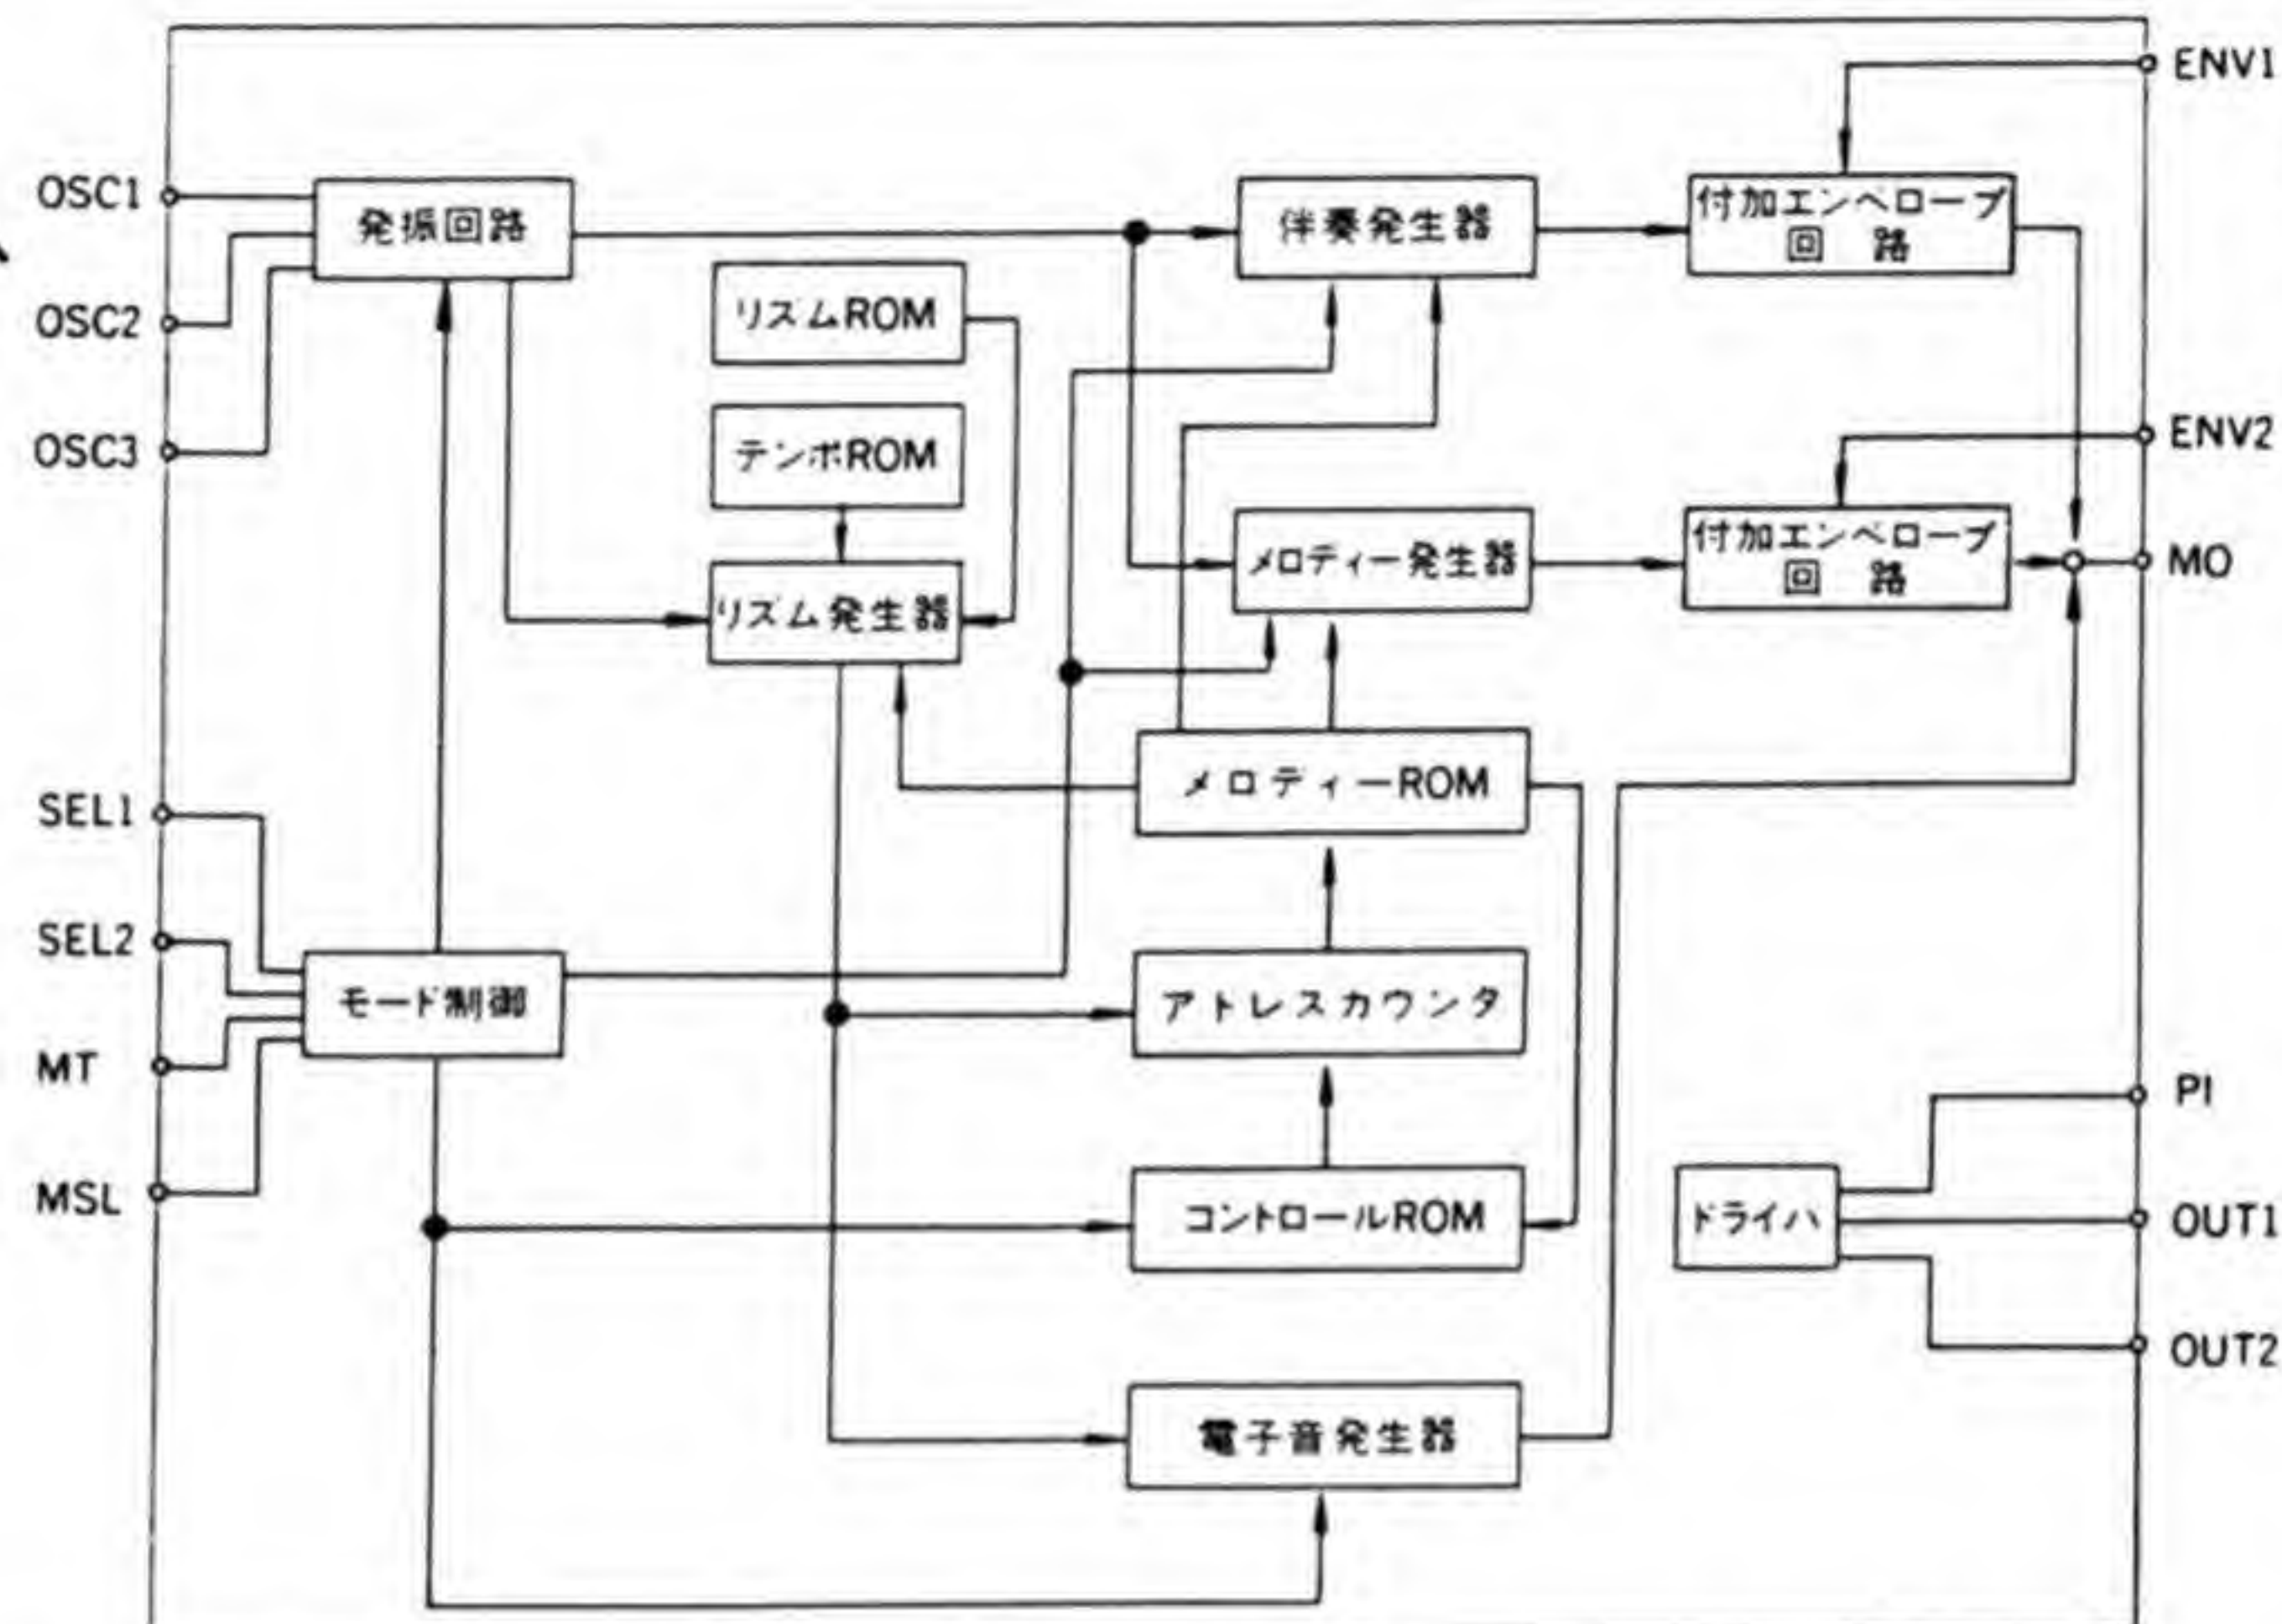 ENV1
OSC1
発振回路
伴奏発生器
付加エンベロープ
回 路
OSC2
リズムROM
OSC3
テンポROM
ENV2
リズム発生器
メロディー発生器
付加エンベロープ
回 路
MO
SEL1
メロディーROM
SEL2
モード制御
アトレスカウンタ
MT
PI
MSL
コントロールROM
ドライハ
OUT1
OUT2
電子音発生器